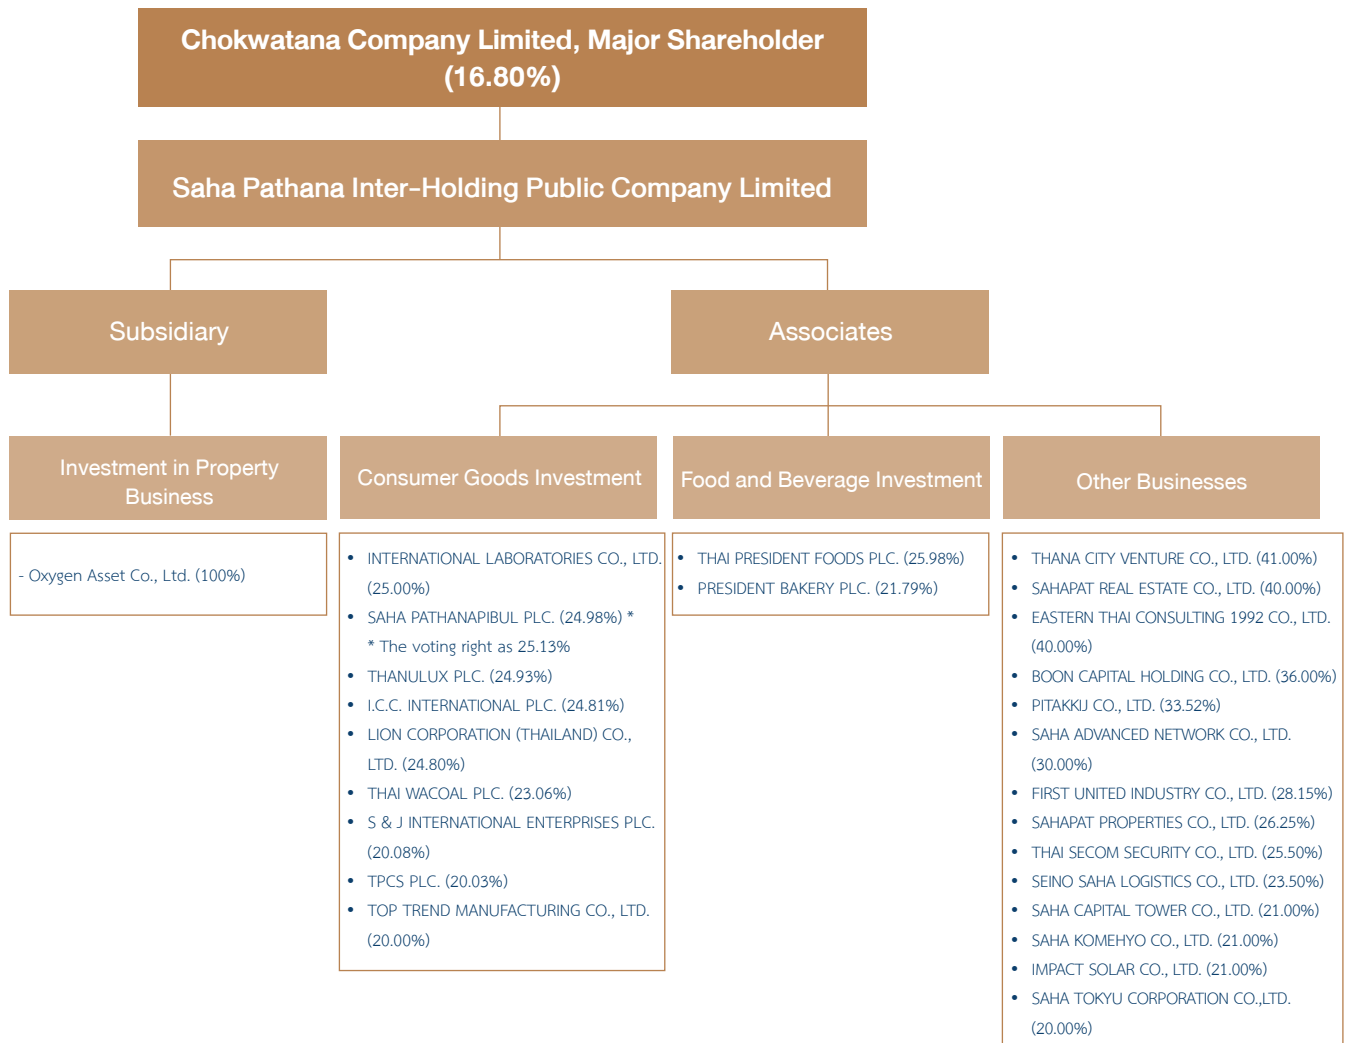 Chokwatana Company Limited, Major Shareholder
(16.80%)
Saha Pathana Inter-Holding Public Company Limited
Subsidiary
Associates
Investment in Property
Business
Consumer Goods Investment
Food and Beverage Investment
Other Businesses
- Oxygen Asset Co., Ltd. (100%)
• INTERNATIONAL LABORATORIES CO., LTD.
(25.00%)
• SAHA PATHANAPIBUL PLC. (24.98%) *
* The voting right as 25.13%
• THANULUX PLC. (24.93%)
• I.C.C. INTERNATIONAL PLC. (24.81%)
• LION CORPORATION (THAILAND) CO.,
LTD. (24.80%)
• THAI WACOAL PLC. (23.06%)
• S & J INTERNATIONAL ENTERPRISES PLC.
(20.08%)
• TPCS PLC. (20.03%)
• TOP TREND MANUFACTURING CO., LTD.
(20.00%)
• THAI PRESIDENT FOODS PLC. (25.98%)
• PRESIDENT BAKERY PLC. (21.79%)
• THANA CITY VENTURE CO., LTD. (41.00%)
• SAHAPAT REAL ESTATE CO., LTD. (40.00%)
• EASTERN THAI CONSULTING 1992 CO., LTD.
(40.00%)
• BOON CAPITAL HOLDING CO., LTD. (36.00%)
• PITAKKIJ CO., LTD. (33.52%)
• SAHA ADVANCED NETWORK CO., LTD.
(30.00%)
• FIRST UNITED INDUSTRY CO., LTD. (28.15%)
• SAHAPAT PROPERTIES CO., LTD. (26.25%)
• THAI SECOM SECURITY CO., LTD. (25.50%)
• SEINO SAHA LOGISTICS CO., LTD. (23.50%)
• SAHA CAPITAL TOWER CO., LTD. (21.00%)
• SAHA KOMEHYO CO., LTD. (21.00%)
• IMPACT SOLAR CO., LTD. (21.00%)
• SAHA TOKYU CORPORATION CO.,LTD.
(20.00%)